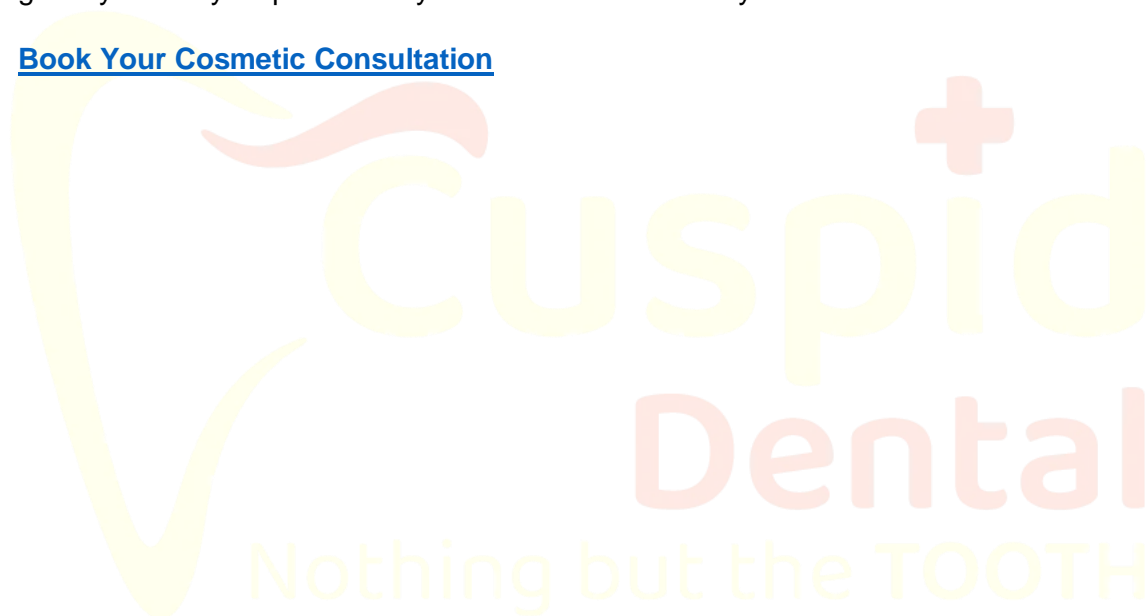 Book Your Cosmetic Consultation
Cuspid
Dental
Nothing but the TOOTH